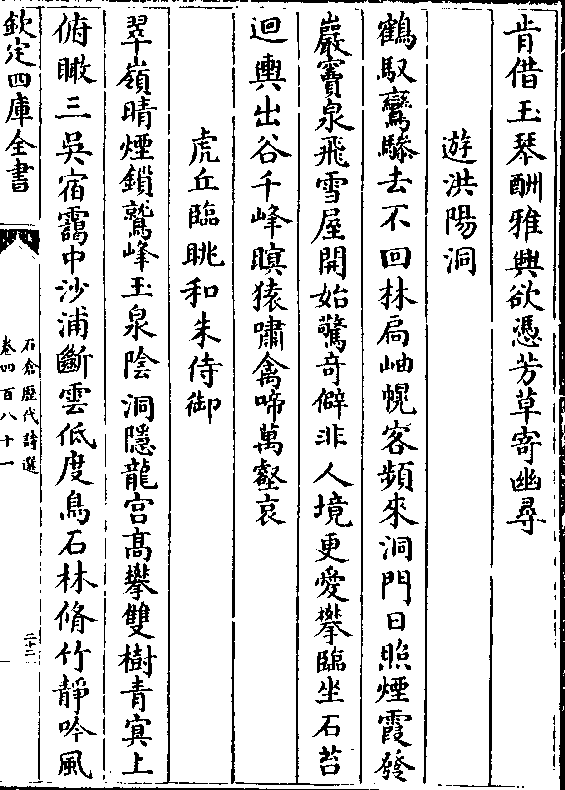 肯借玉琴酬雅興欲憑芳草寄幽尋
遊洪陽洞
鶴馭鸞驂去不回林扃岫幌客頻來洞門日照煙霞發
巖竇泉飛雪屋開始驚奇僻非人境更愛攀臨坐石苔
迴輿出谷千峰暝猿嘯禽啼萬壑哀
虎丘臨眺和朱侍御
翠嶺晴煙鎖鷲峰玉泉陰洞隱龍宮高攀雙樹青冥上
俯瞰三吳宿靄中沙浦斷雲低度鳥石林脩竹靜吟風
欽定四庫全書
石倉歷代詩選
卷四百八十一
二十二